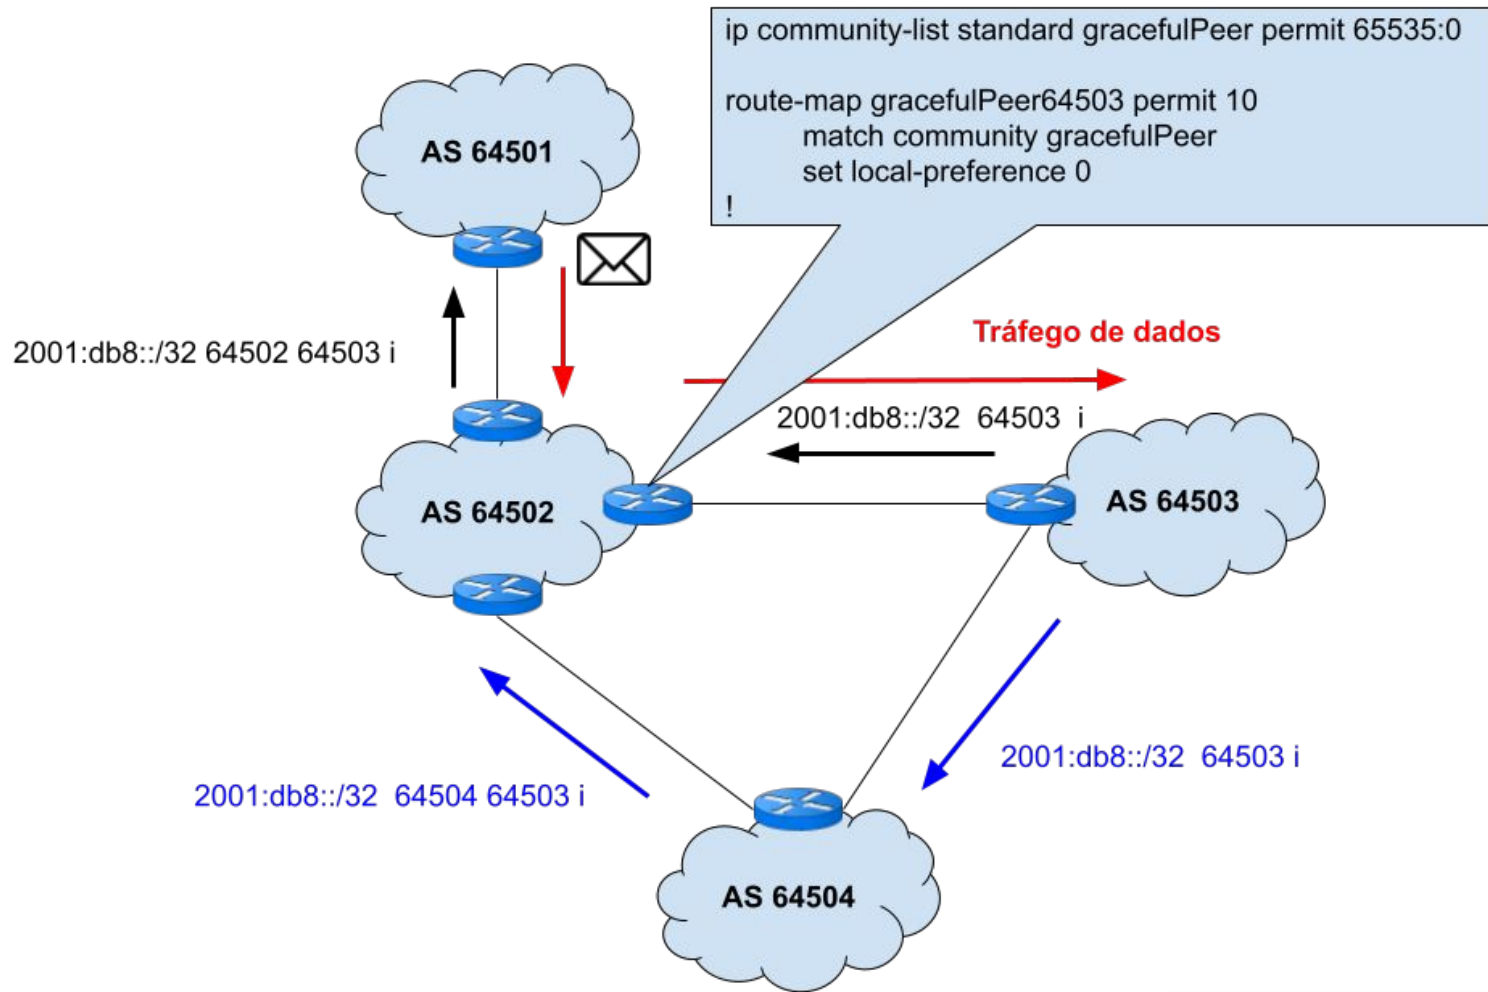 ip community-list standard gracefulPeer permit 65535:0
route-map gracefulPeer64503 permit 10
match community gracefulPeer
set local-preference 0
!
AS 64501
Tráfego de dados
2001:db8::/32 64502 64503 i
2001:db8::/32  64503  i
AS 64502
AS 64503
2001:db8::/32  64503 i
2001:db8::/32  64504 64503 i
AS 64504